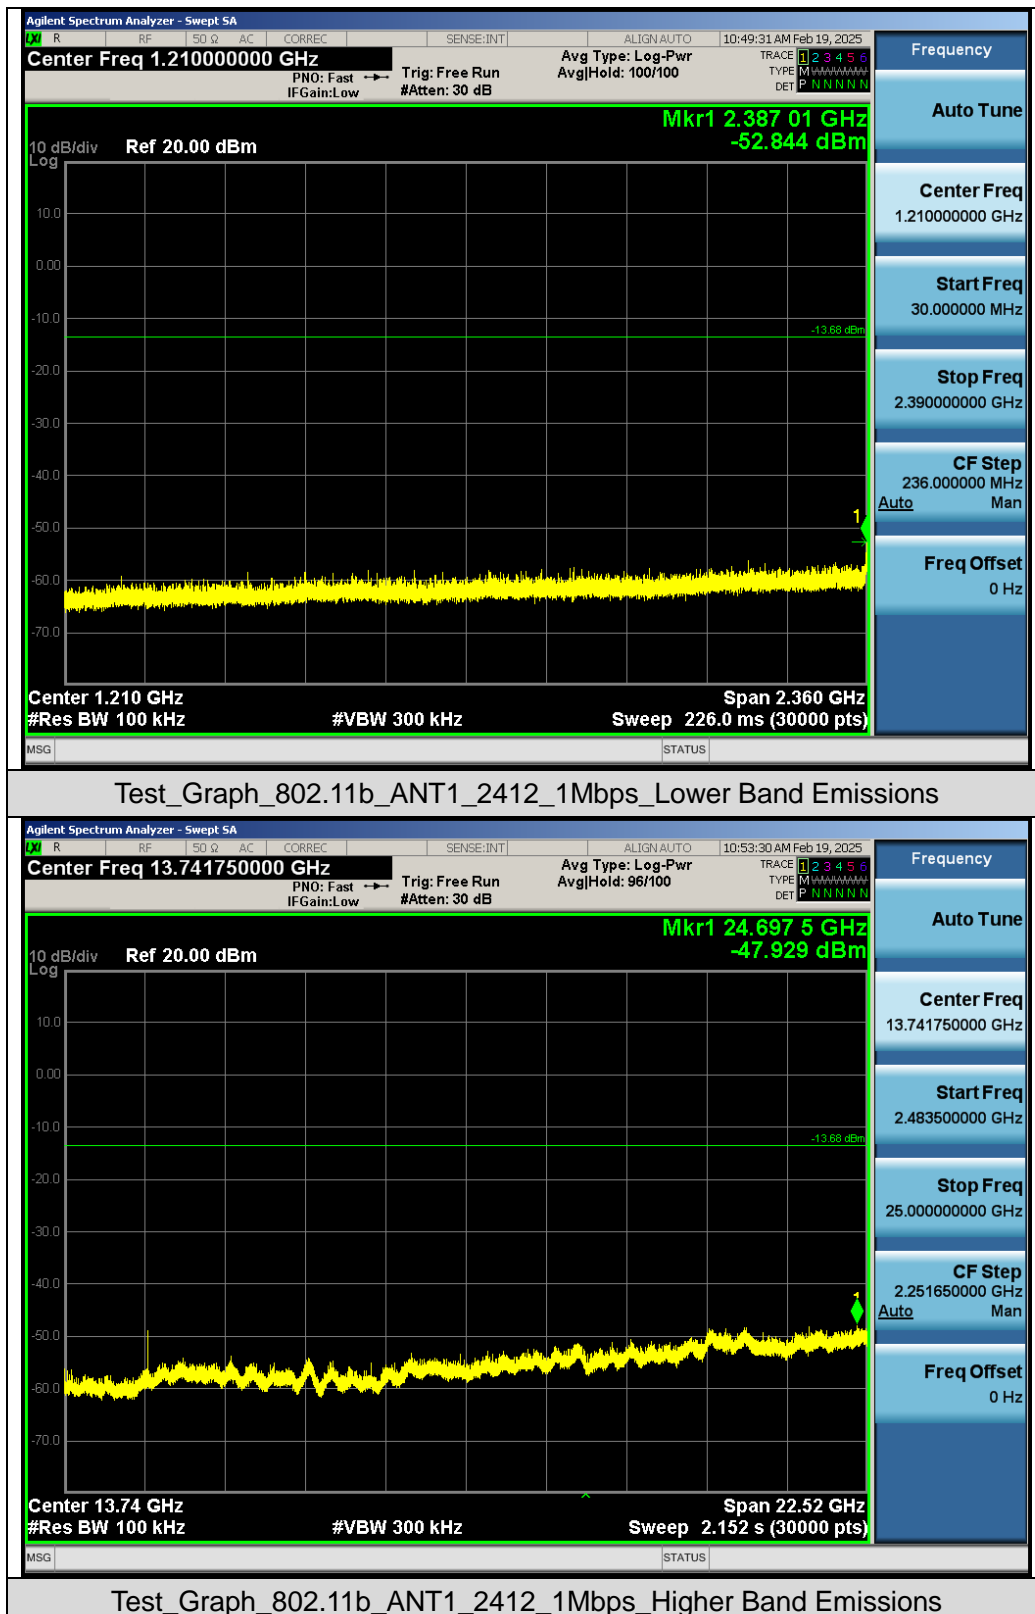 Agilent Spectrum Analyzer - Swept SA
LXI R RF 50 Ω AC CORREC SENSE:INT ALIGN AUTO 10:49:31 AM Feb 19, 2025
Center Freq 1.210000000 GHz
PNO: Fast
IFGain:Low
Trig: Free Run
#Atten: 30 dB
Avg Type: Log-Pwr
Avg|Hold: 100/100
TRACE 1 2 3 4 5 6
TYPE M WWWWW
DET P N N N N N
Mkr1 2.387 01 GHz
-52.844 dBm
10 dB/div Ref 20.00 dBm
Log
10.0
0.00
-10.0
-13.68 dBm
-20.0
-30.0
-40.0
-50.0
1
-60.0
-70.0
Center 1.210 GHz Span 2.360 GHz
#Res BW 100 kHz #VBW 300 kHz Sweep 226.0 ms (30000 pts)
MSG STATUS
Frequency
Auto Tune
Center Freq
1.210000000 GHz
Start Freq
30.000000 MHz
Stop Freq
2.390000000 GHz
CF Step
236.000000 MHz
Auto Man
Freq Offset
0 Hz
Test_Graph_802.11b_ANT1_2412_1Mbps_Lower Band Emissions
Agilent Spectrum Analyzer - Swept SA
LXI R RF 50 Ω AC CORREC SENSE:INT ALIGN AUTO 10:53:30 AM Feb 19, 2025
Center Freq 13.741750000 GHz
PNO: Fast
IFGain:Low
Trig: Free Run
#Atten: 30 dB
Avg Type: Log-Pwr
Avg|Hold: 96/100
TRACE 1 2 3 4 5 6
TYPE M WWWWW
DET P N N N N N
Mkr1 24.697 5 GHz
-47.929 dBm
10 dB/div Ref 20.00 dBm
Log
10.0
0.00
-10.0
-13.68 dBm
-20.0
-30.0
-40.0
1
-50.0
-60.0
-70.0
Center 13.74 GHz Span 22.52 GHz
#Res BW 100 kHz #VBW 300 kHz Sweep 2.152 s (30000 pts)
MSG STATUS
Frequency
Auto Tune
Center Freq
13.741750000 GHz
Start Freq
2.483500000 GHz
Stop Freq
25.000000000 GHz
CF Step
2.251650000 GHz
Auto Man
Freq Offset
0 Hz
Test_Graph_802.11b_ANT1_2412_1Mbps_Higher Band Emissions